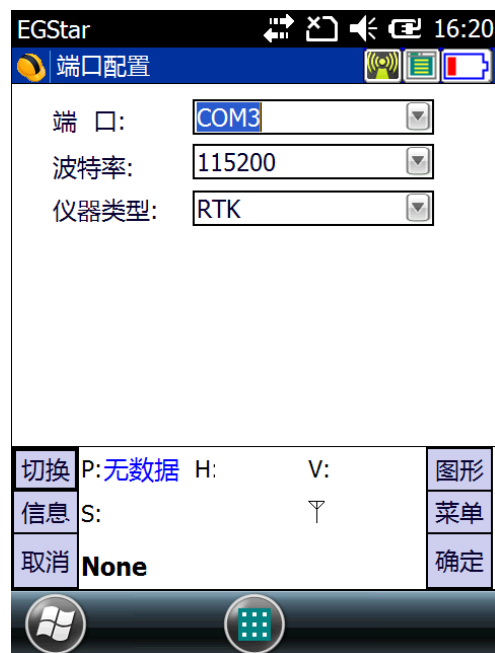 EGStar 16:20
端口配置
端 口: COM3
波特率: 115200
仪器类型: RTK
切换 P:无数据 H: V: 图形
信息 S: 菜单
取消 None 确定